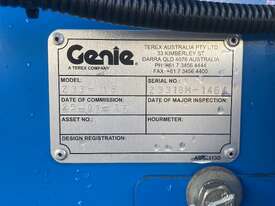 Genie
A TEREX COMPANY
TEREX AUSTRALIA PTY LTD
33 KIMBERLEY ST
DARRA QLD 4076 AUSTRALIA
PH: +61 7 3456 4444
FAX: +61 7 3456 4400
MODEL:
SERIAL NO:
DATE OF COMMISSION:
DATE OF MAJOR INSPECTION:
ASSET NO:
HOURMETER:
DESIGN REGISTRATION: